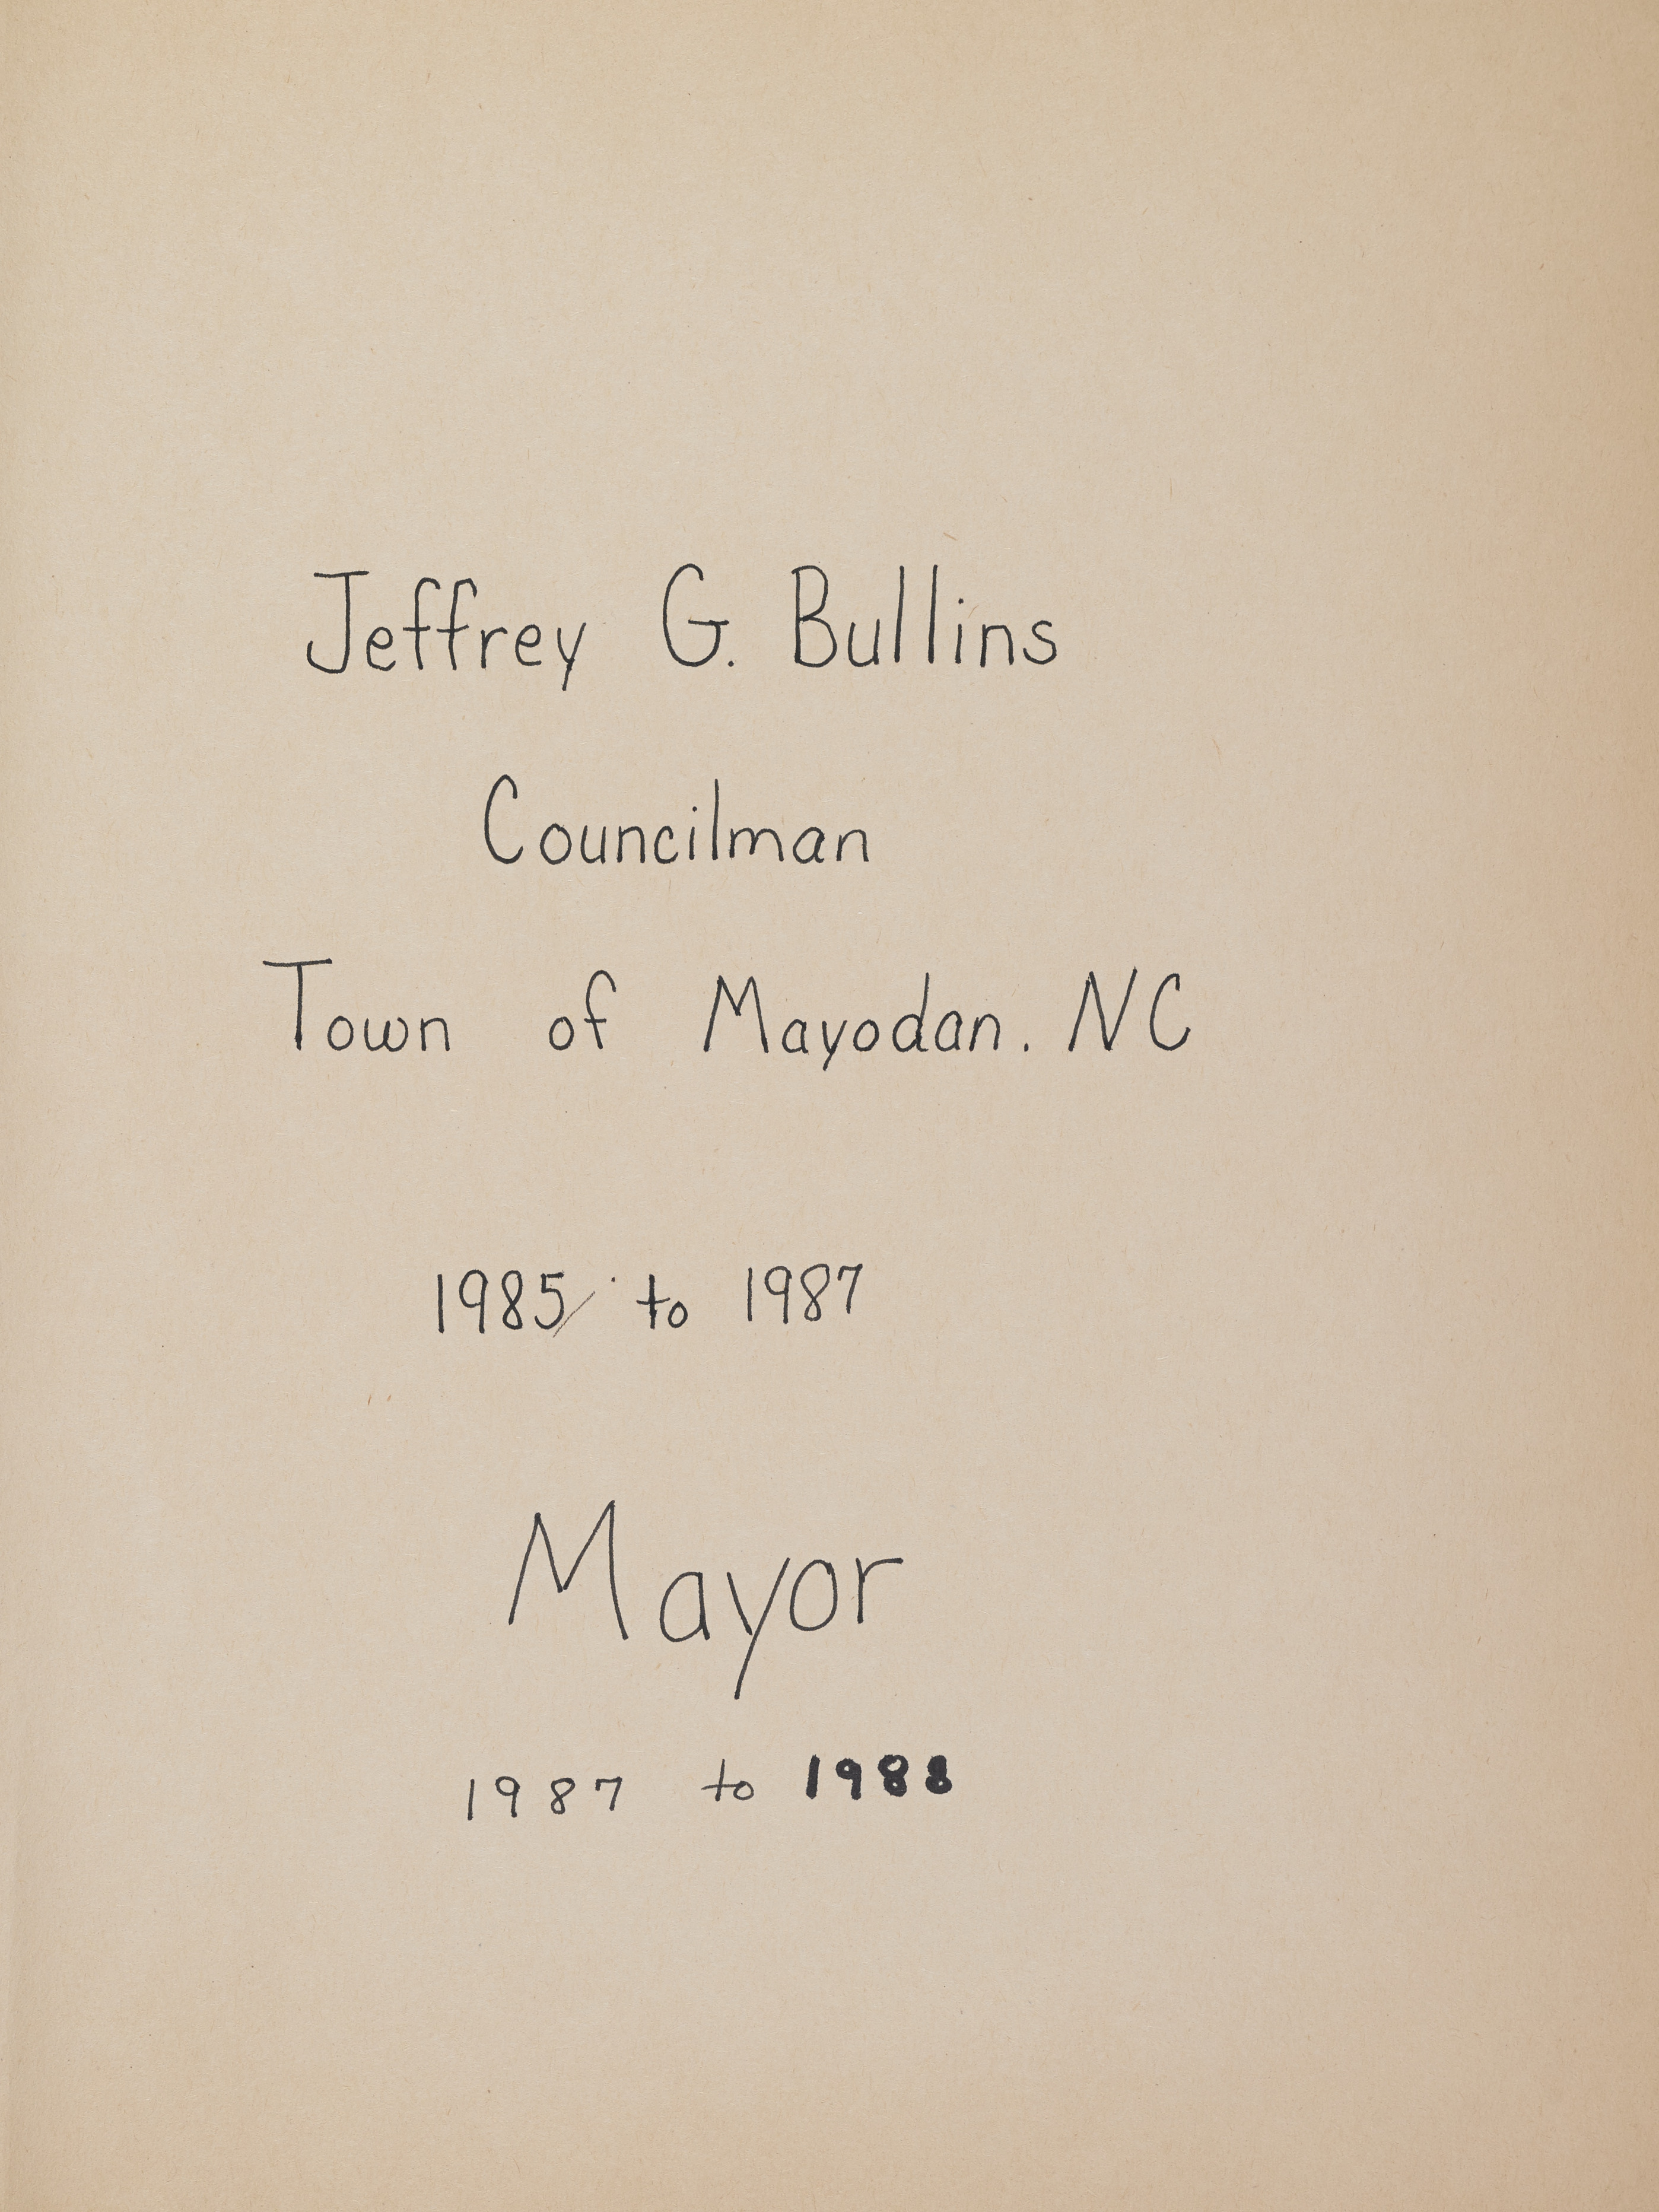 Jeffrey G. Bullins
Councilman
Town of Mayodan. NC
1985 to 1987
Mayor
1987 to 1988